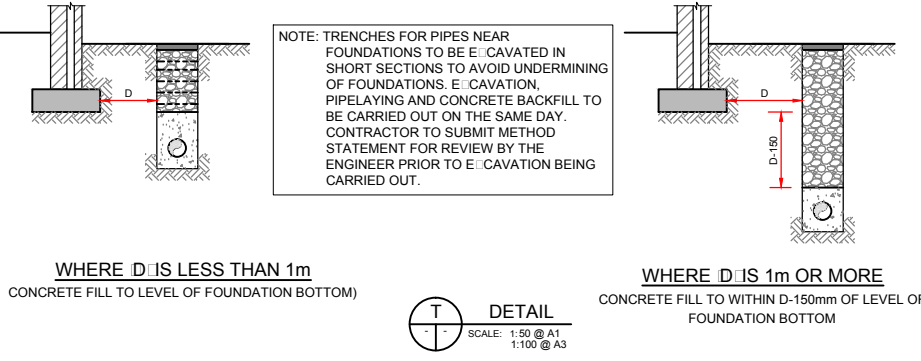 D
NOTE: TRENCHES FOR PIPES NEAR
FOUNDATIONS TO BE E□CAVATED IN
SHORT SECTIONS TO AVOID UNDERMINING
OF FOUNDATIONS. E□CAVATION,
PIPELAYING AND CONCRETE BACKFILL TO
BE CARRIED OUT ON THE SAME DAY.
CONTRACTOR TO SUBMIT METHOD
STATEMENT FOR REVIEW BY THE
ENGINEER PRIOR TO E□CAVATION BEING
CARRIED OUT.
D
D-150
WHERE □D□IS LESS THAN 1m
CONCRETE FILL TO LEVEL OF FOUNDATION BOTTOM)
WHERE □D□IS 1m OR MORE
CONCRETE FILL TO WITHIN D-150mm OF LEVEL OF
FOUNDATION BOTTOM
T
- -
DETAIL
SCALE: 1:50 @ A1
1:100 @ A3